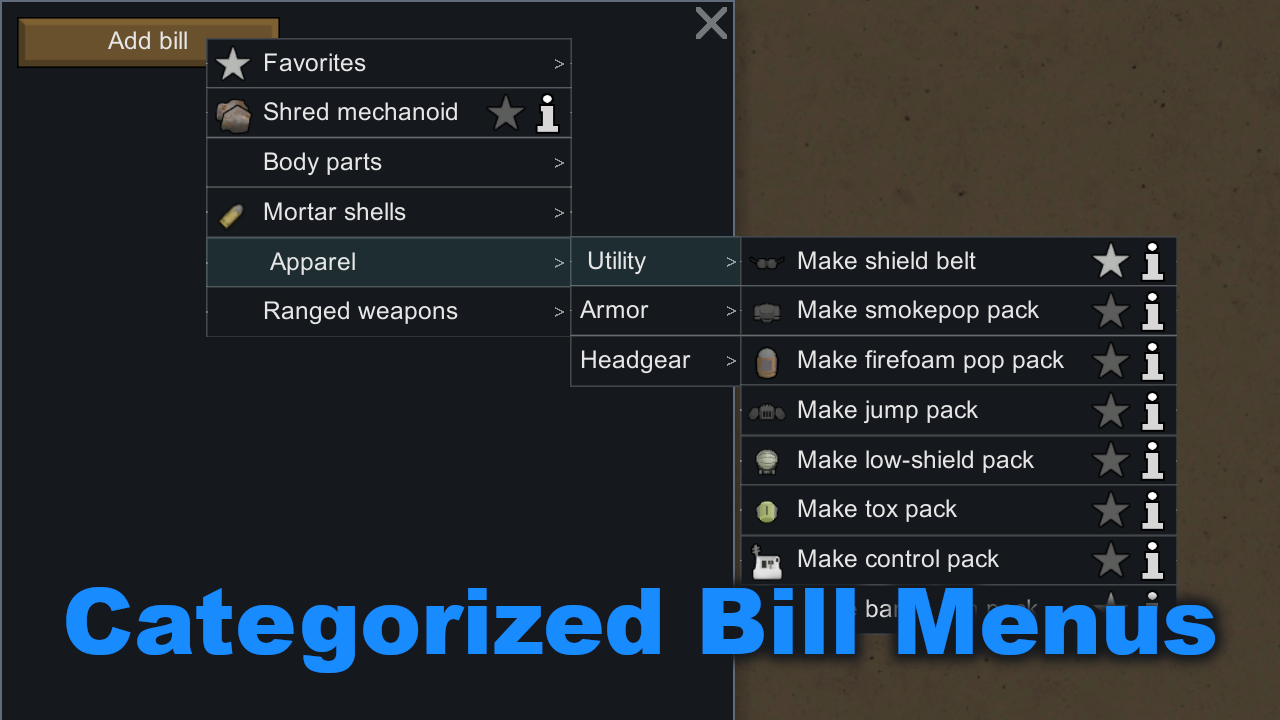 Add bill
Favorites >
Shred mechanoid
Body parts >
Mortar shells >
Apparel >
Ranged weapons >
Utility >
Armor >
Headgear >
Make shield belt
Make smokepop pack
Make firefoam pop pack
Make jump pack
Make low-shield pack
Make tox pack
Make control pack
Categorized Bill Menus